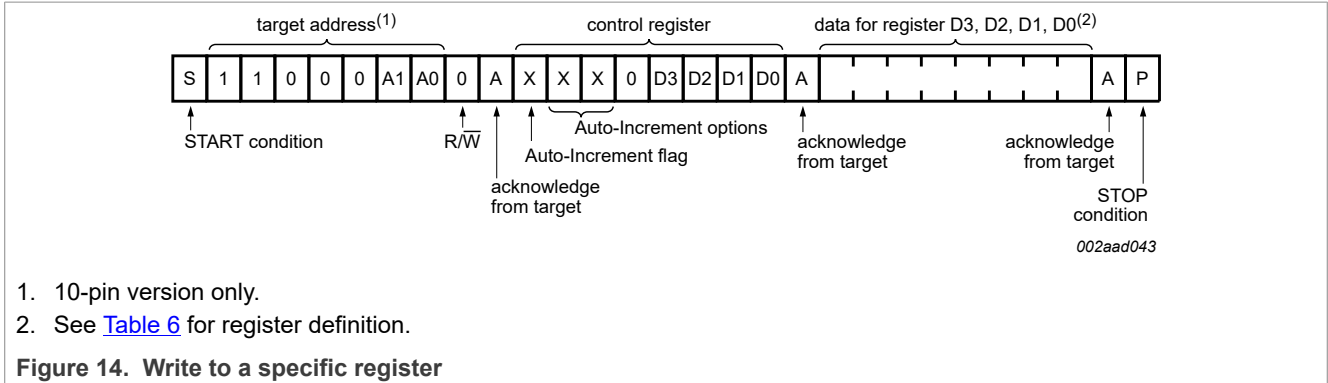 target address(1) control register data for register D3, D2, D1, D0(2)
S 1 1 0 0 0 A1 A0 0 A X X X 0 D3 D2 D1 D0 A A P
START condition R/W̅ Auto-Increment options
Auto-Increment flag
acknowledge
from target
acknowledge
from target
acknowledge
from target
STOP
condition
002aad043
1. 10-pin version only.
2. See Table 6 for register definition.
Figure 14. Write to a specific register